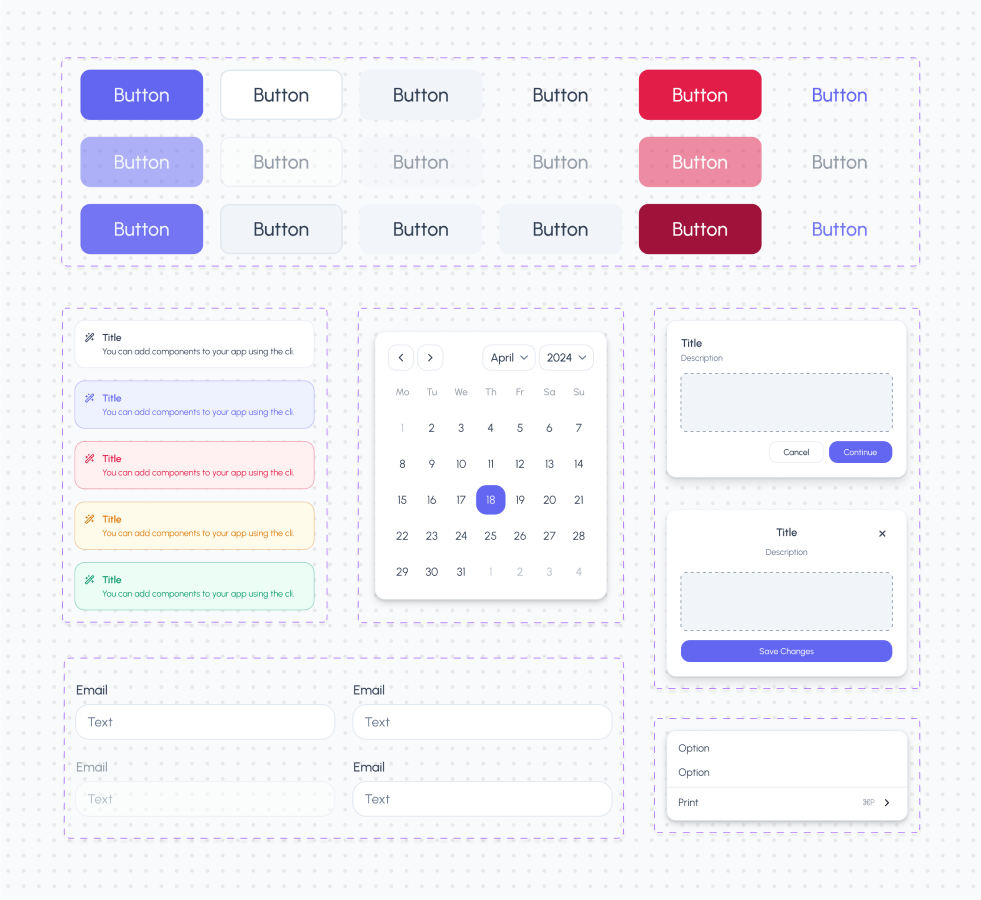 Button Button Button Button Button Button
Button Button Button Button Button Button
Button Button Button Button Button Button
Title
You can add components to your app using the cli.
Title
You can add components to your app using the cli.
Title
You can add components to your app using the cli.
Title
You can add components to your app using the cli.
Title
You can add components to your app using the cli.
April 2024
Mo Tu We Th Fr Sa Su
1 2 3 4 5 6 7
8 9 10 11 12 13 14
15 16 17 18 19 20 21
22 23 24 25 26 27 28
29 30 31 1 2 3 4
Title
Description
Cancel Continue
Title
Description
Save Changes
Email Email
Text Text
Email Email
Text Text
Option
Option
Print ⌘P